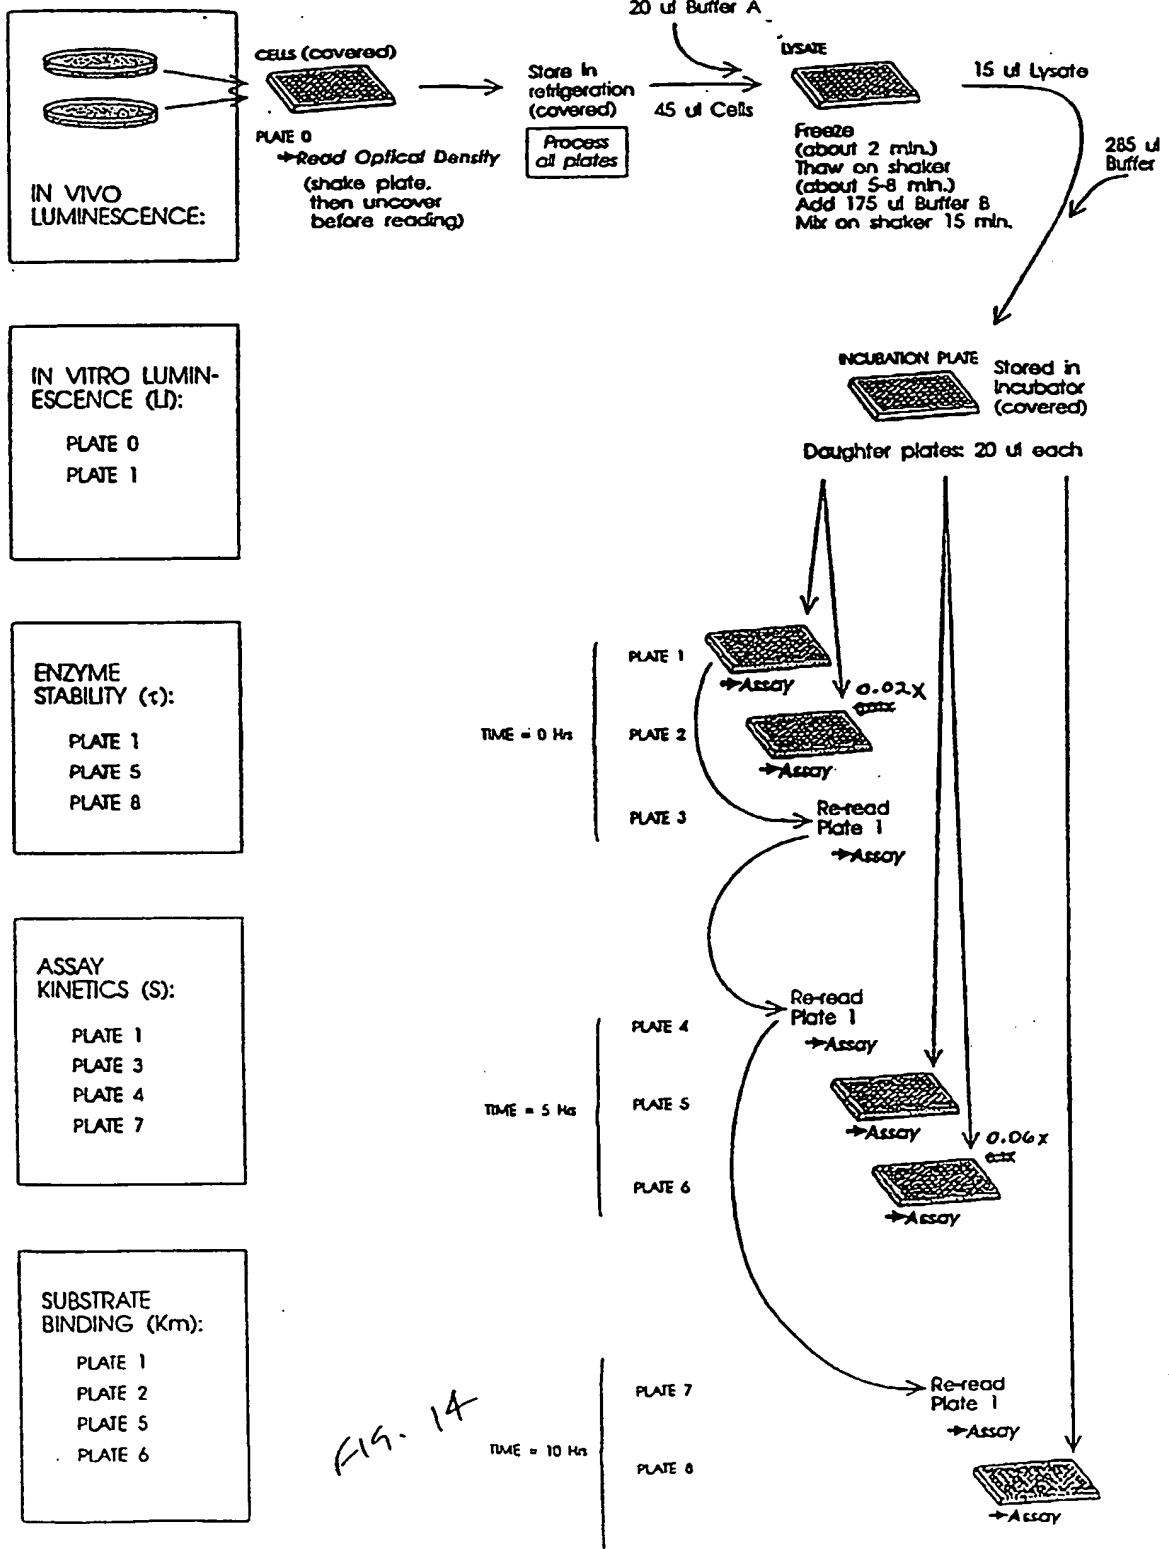 20 ul Buffer A
CELLS (covered)
PLATE 0
→Read Optical Density
(shake plate,
then uncover
before reading)
Store in
refrigeration
(covered)
Process
all plates
45 ul Cells
LYSATE
Freeze
(about 2 min.)
Thaw on shaker
(about 5-8 min.)
Add 175 ul Buffer B
Mix on shaker 15 min.
15 ul Lysate
285 ul
Buffer
IN VIVO
LUMINESCENCE:
IN VITRO LUMIN-
ESCENCE (LI):
PLATE 0
PLATE 1
INCUBATION PLATE
Stored in
Incubator
(covered)
Daughter plates: 20 ul each
ENZYME
STABILITY (τ):
PLATE 1
PLATE 5
PLATE 8
TIME = 0 Hrs
PLATE 1
→Assay
0.02X
PLATE 2
→Assay
PLATE 3
Re-read
Plate 1
→Assay
ASSAY
KINETICS (S):
PLATE 1
PLATE 3
PLATE 4
PLATE 7
TIME = 5 Hrs
PLATE 4
Re-read
Plate 1
→Assay
PLATE 5
→Assay
0.06x
PLATE 6
→Assay
SUBSTRATE
BINDING (Km):
PLATE 1
PLATE 2
PLATE 5
PLATE 6
FIG. 14
TIME = 10 Hrs
PLATE 7
Re-read
Plate 1
→Assay
PLATE 8
→Assay